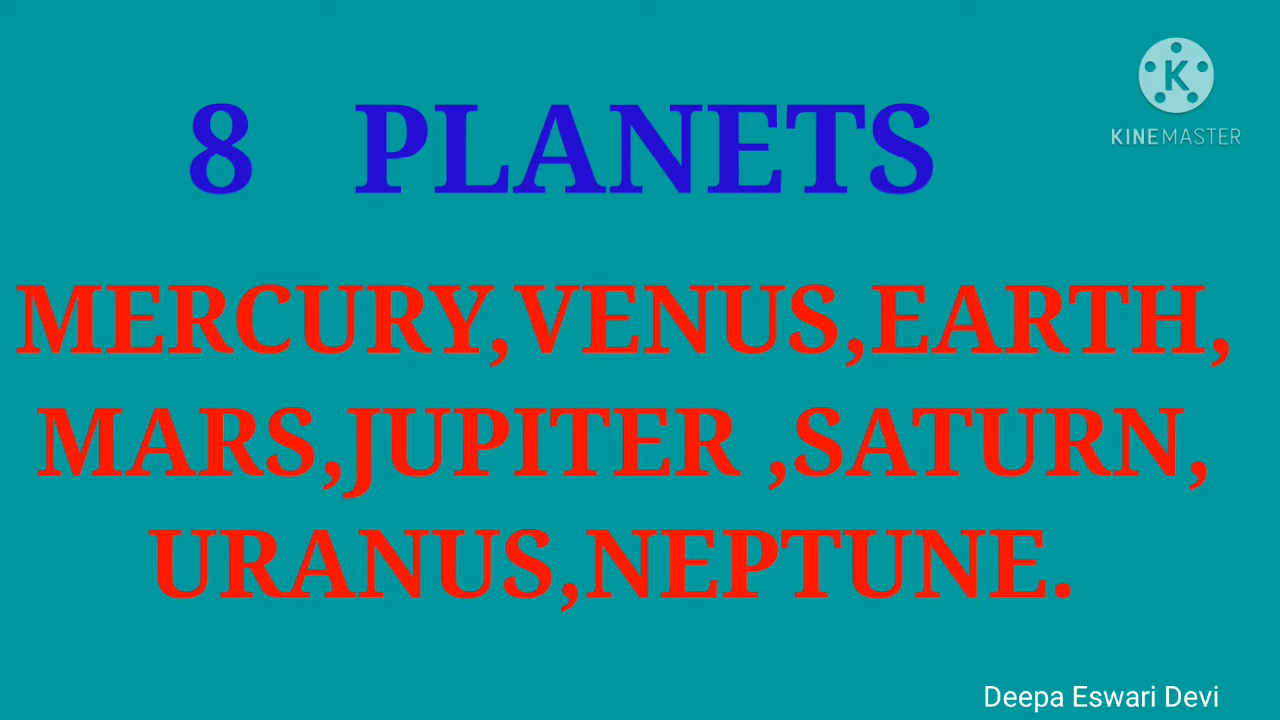 8 PLANETS
K
KINEMASTER
MERCURY,VENUS,EARTH,
MARS,JUPITER ,SATURN,
URANUS,NEPTUNE.
Deepa Eswari Devi